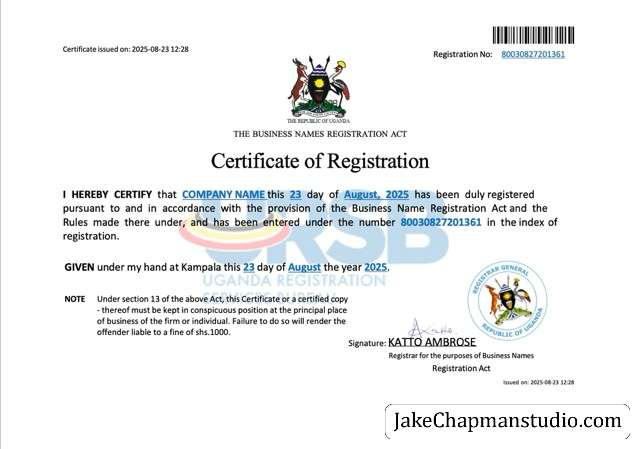 Certificate issued on: 2025-08-23 12:28
Registration No: 80030827201361
THE REPUBLIC OF UGANDA
THE BUSINESS NAMES REGISTRATION ACT
Certificate of Registration
I HEREBY CERTIFY that COMPANY NAME this 23 day of August, 2025 has been duly registered
pursuant to and in accordance with the provision of the Business Name Registration Act and the
Rules made there under, and has been entered under the number 80030827201361 in the index of
registration.
URSB
GIVEN under my hand at Kampala this 23 day of August the year 2025.
UGANDA REGISTRATION
SERVICES BUREAU
NOTE Under section 13 of the above Act, this Certificate or a certified copy
- thereof must be kept in conspicuous position at the principal place
of business of the firm or individual. Failure to do so will render the
offender liable to a fine of shs.1000.
REGISTRAR GENERAL
REPUBLIC OF UGANDA
Signature: KATTO AMBROSE
Registrar for the purposes of Business Names
Registration Act
Issued on: 2025-08-23 12:28
JakeChapmanstudio.com